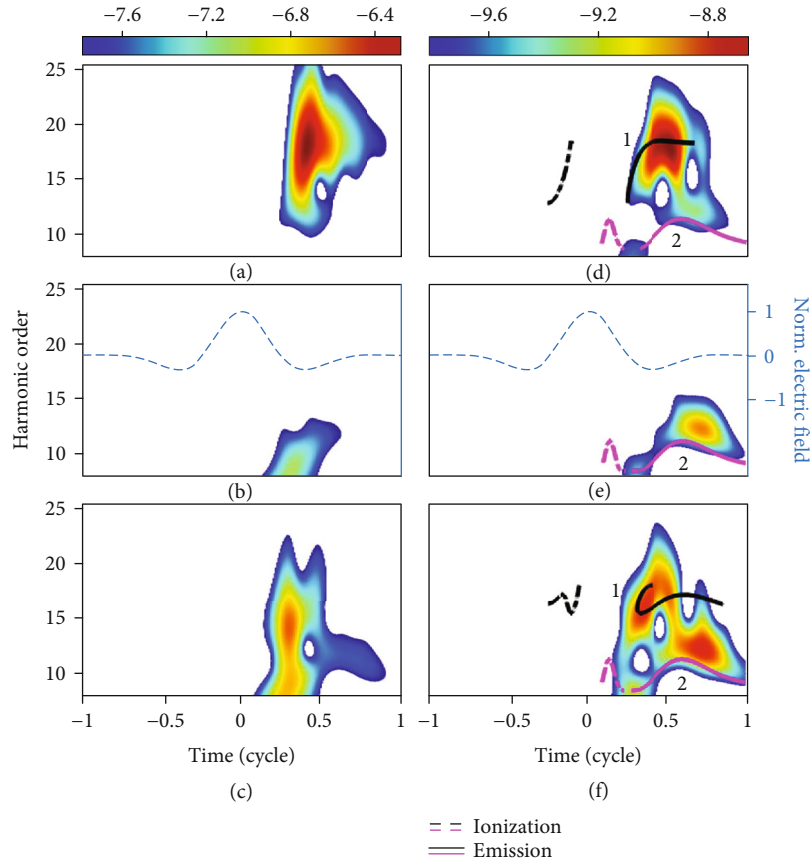 −7.6 −7.2 −6.8 −6.4
−9.6 −9.2 −8.8
25
20
15
10
1
2
(a)
(d)
Harmonic order
25
20
15
10
2
1
0
−1
Norm. electric field
(b)
(e)
25
20
15
10
1
2
−1 −0.5 0 0.5 1
−1 −0.5 0 0.5 1
Time (cycle)
Time (cycle)
(c)
(f)
Ionization
Emission